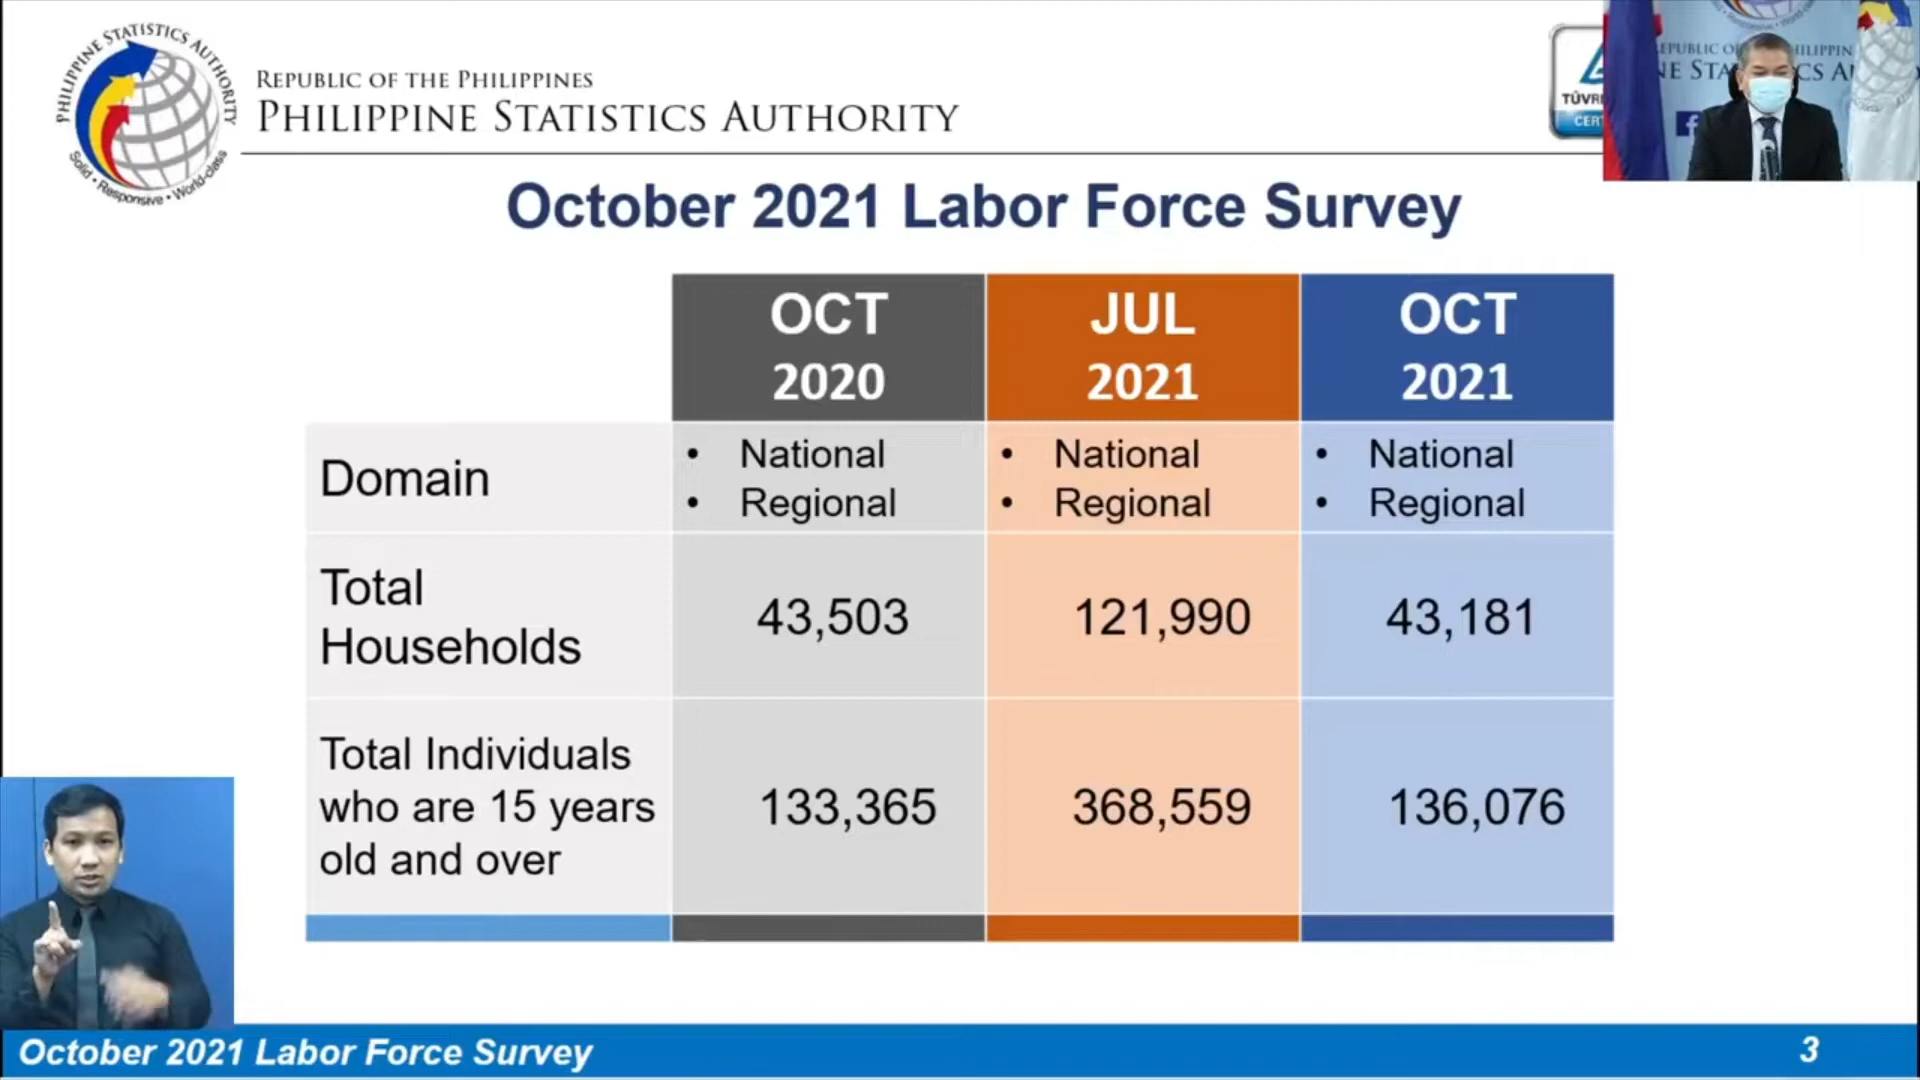 PHILIPPINE STATISTICS AUTHORITY
Solid • Responsive • World-class
REPUBLIC OF THE PHILIPPINES
PHILIPPINE STATISTICS AUTHORITY
October 2021 Labor Force Survey
OCT 2020
JUL 2021
OCT 2021
Domain
• National
• Regional
• National
• Regional
• National
• Regional
Total
Households
43,503
121,990
43,181
Total Individuals
who are 15 years
old and over
133,365
368,559
136,076
October 2021 Labor Force Survey
3